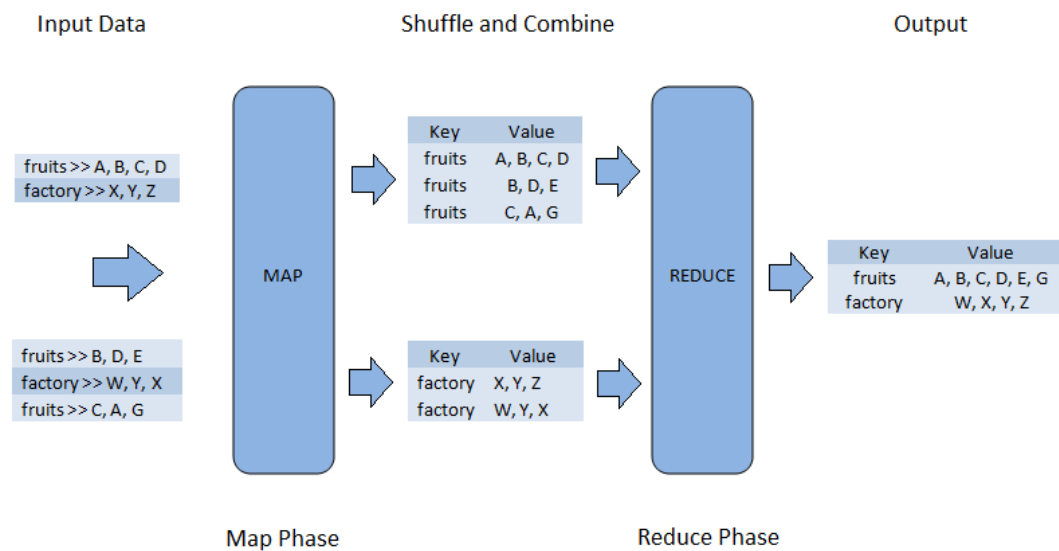 Input Data
Shuffle and Combine
Output
fruits >> A, B, C, D
factory >> X, Y, Z
fruits >> B, D, E
factory >> W, Y, X
fruits >> C, A, G
MAP
Key Value
fruits A, B, C, D
fruits B, D, E
fruits C, A, G
Key Value
factory X, Y, Z
factory W, Y, X
REDUCE
Key Value
fruits A, B, C, D, E, G
factory W, X, Y, Z
Map Phase
Reduce Phase